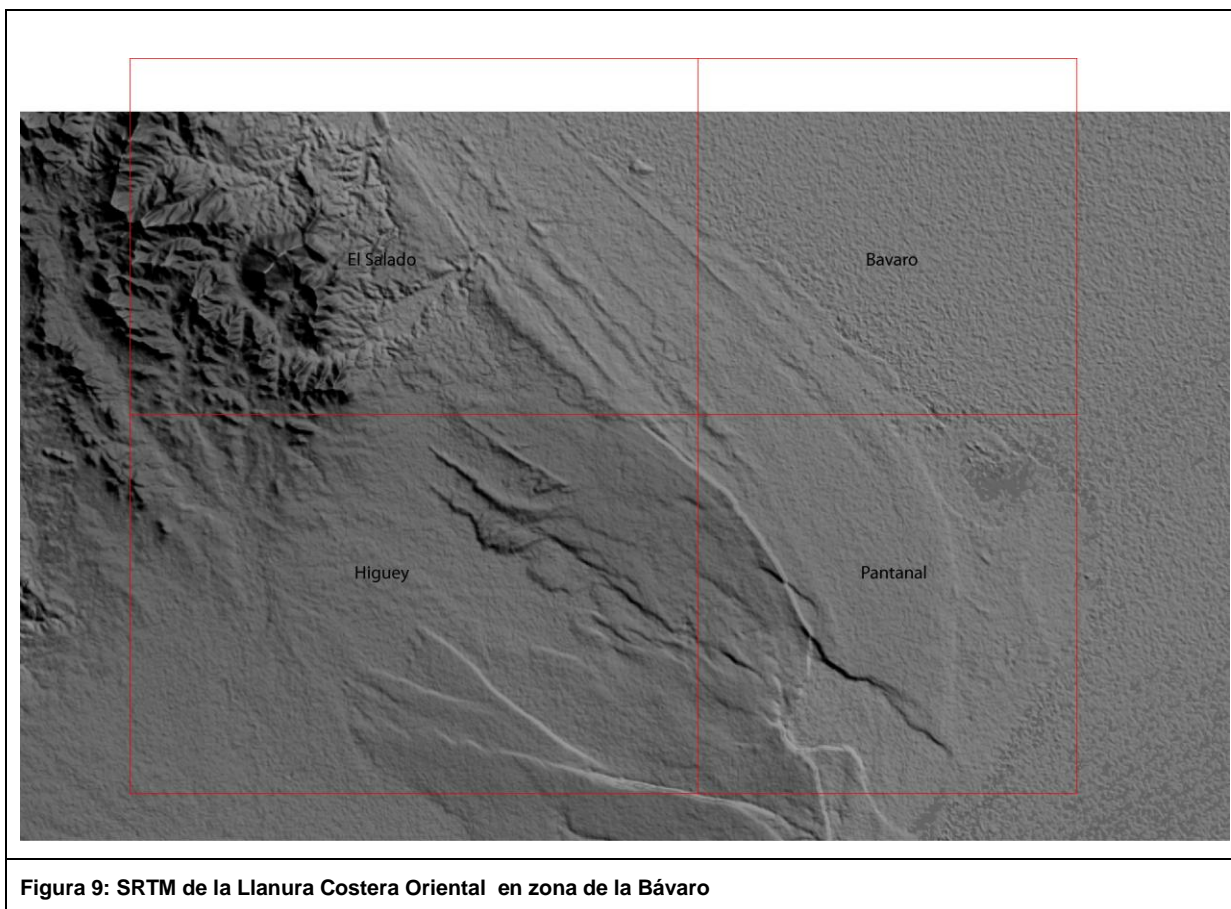 El Salado
Bavaro
Higuey
Pantanal
Figura 9: SRTM de la Llanura Costera Oriental en zona de la Bávaro